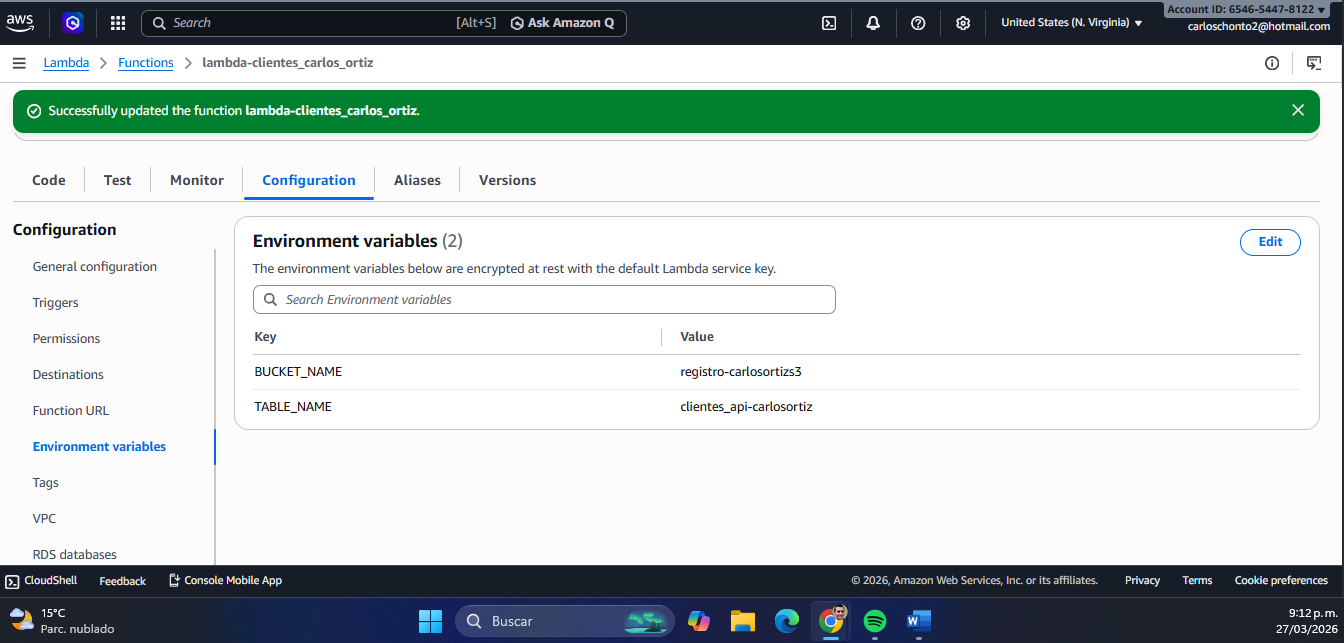 aws
Search [Alt+S] Ask Amazon Q
United States (N. Virginia)
Account ID: 6546-5447-8122
carloschonto2@hotmail.com
Lambda
Functions
lambda-clientes_carlos_ortiz
Successfully updated the function lambda-clientes_carlos_ortiz.
Code Test Monitor Configuration Aliases Versions
Configuration
General configuration
Triggers
Permissions
Destinations
Function URL
Environment variables
Tags
VPC
RDS databases
Environment variables (2)
Edit
The environment variables below are encrypted at rest with the default Lambda service key.
Search Environment variables
Key Value
BUCKET_NAME registro-carlosortizs3
TABLE_NAME clientes_api-carlosortiz
CloudShell Feedback Console Mobile App
© 2026, Amazon Web Services, Inc. or its affiliates. Privacy Terms Cookie preferences
15°C
Parc. nublado
Buscar
W
9:12 p. m.
27/03/2026